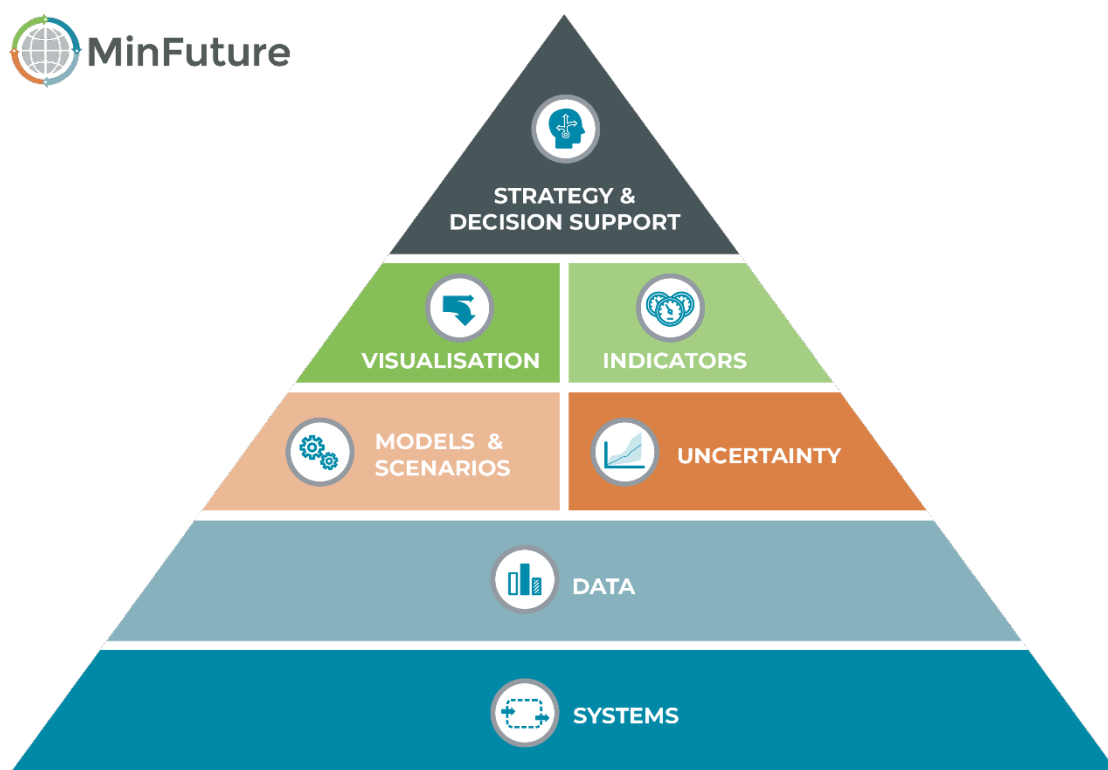 MinFuture
STRATEGY &
DECISION SUPPORT
VISUALISATION
INDICATORS
MODELS &
SCENARIOS
UNCERTAINTY
DATA
SYSTEMS